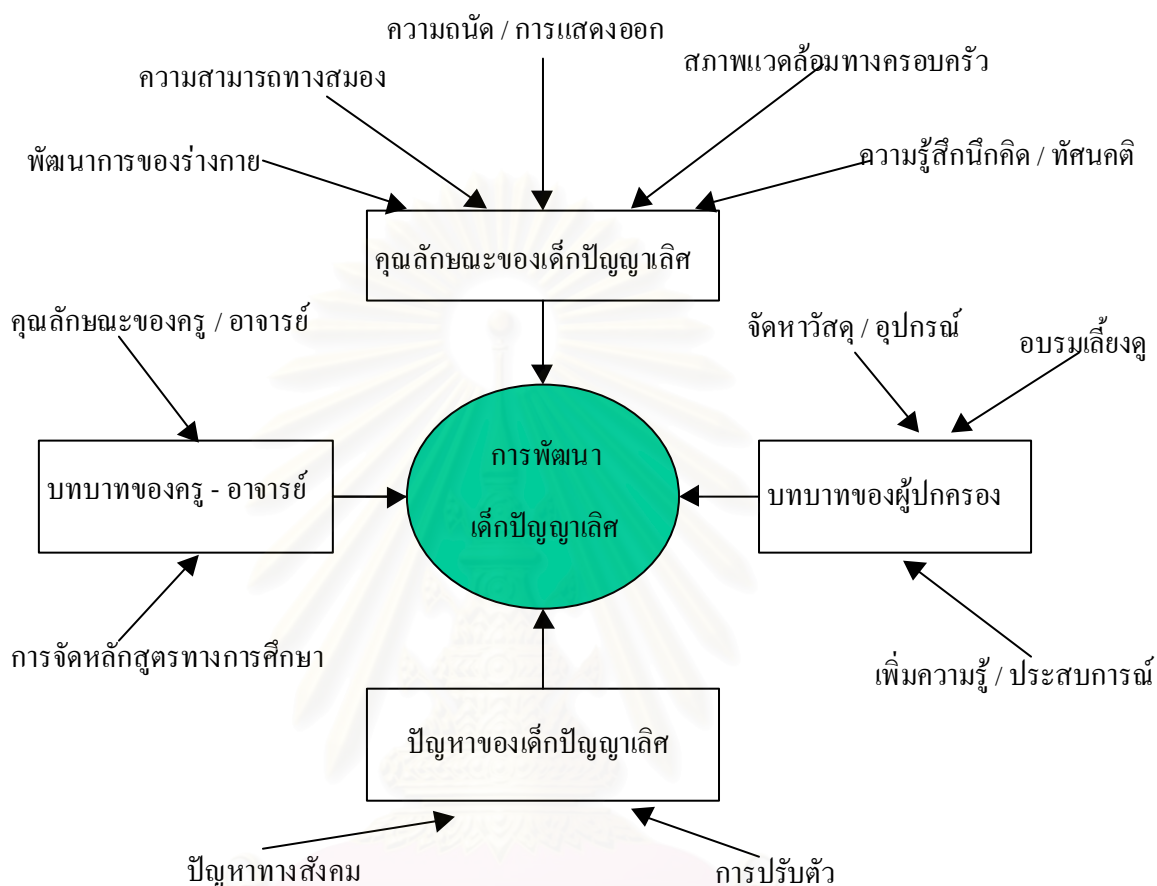 ความถนัด / การแสดงออก
สภาพแวดล้อมทางครอบครัว
ความสามารถทางสมอง
พัฒนาการของร่างกาย
ความรู้สึกนึกคิด / ทัศนคติ
คุณลักษณะของเด็กปัญญาเลิศ
คุณลักษณะของครู / อาจารย์
จัดหาวัสดุ / อุปกรณ์
อบรมเลี้ยงดู
การพัฒนา
เด็กปัญญาเลิศ
บทบาทของครู - อาจารย์
บทบาทของผู้ปกครอง
การจัดหลักสูตรทางการศึกษา
เพิ่มความรู้ / ประสบการณ์
ปัญหาของเด็กปัญญาเลิศ
ปัญหาทางสังคม
การปรับตัว